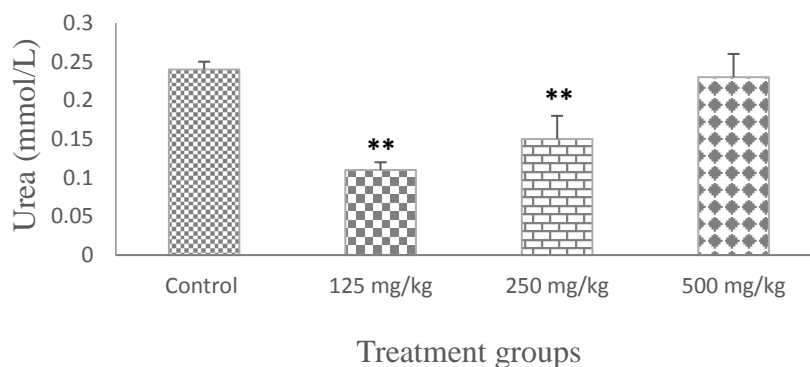 0.3
0.25
0.2
0.15
0.1
0.05
0
Urea (mmol/L)
**
**
Control
125 mg/kg
250 mg/kg
500 mg/kg
Treatment groups